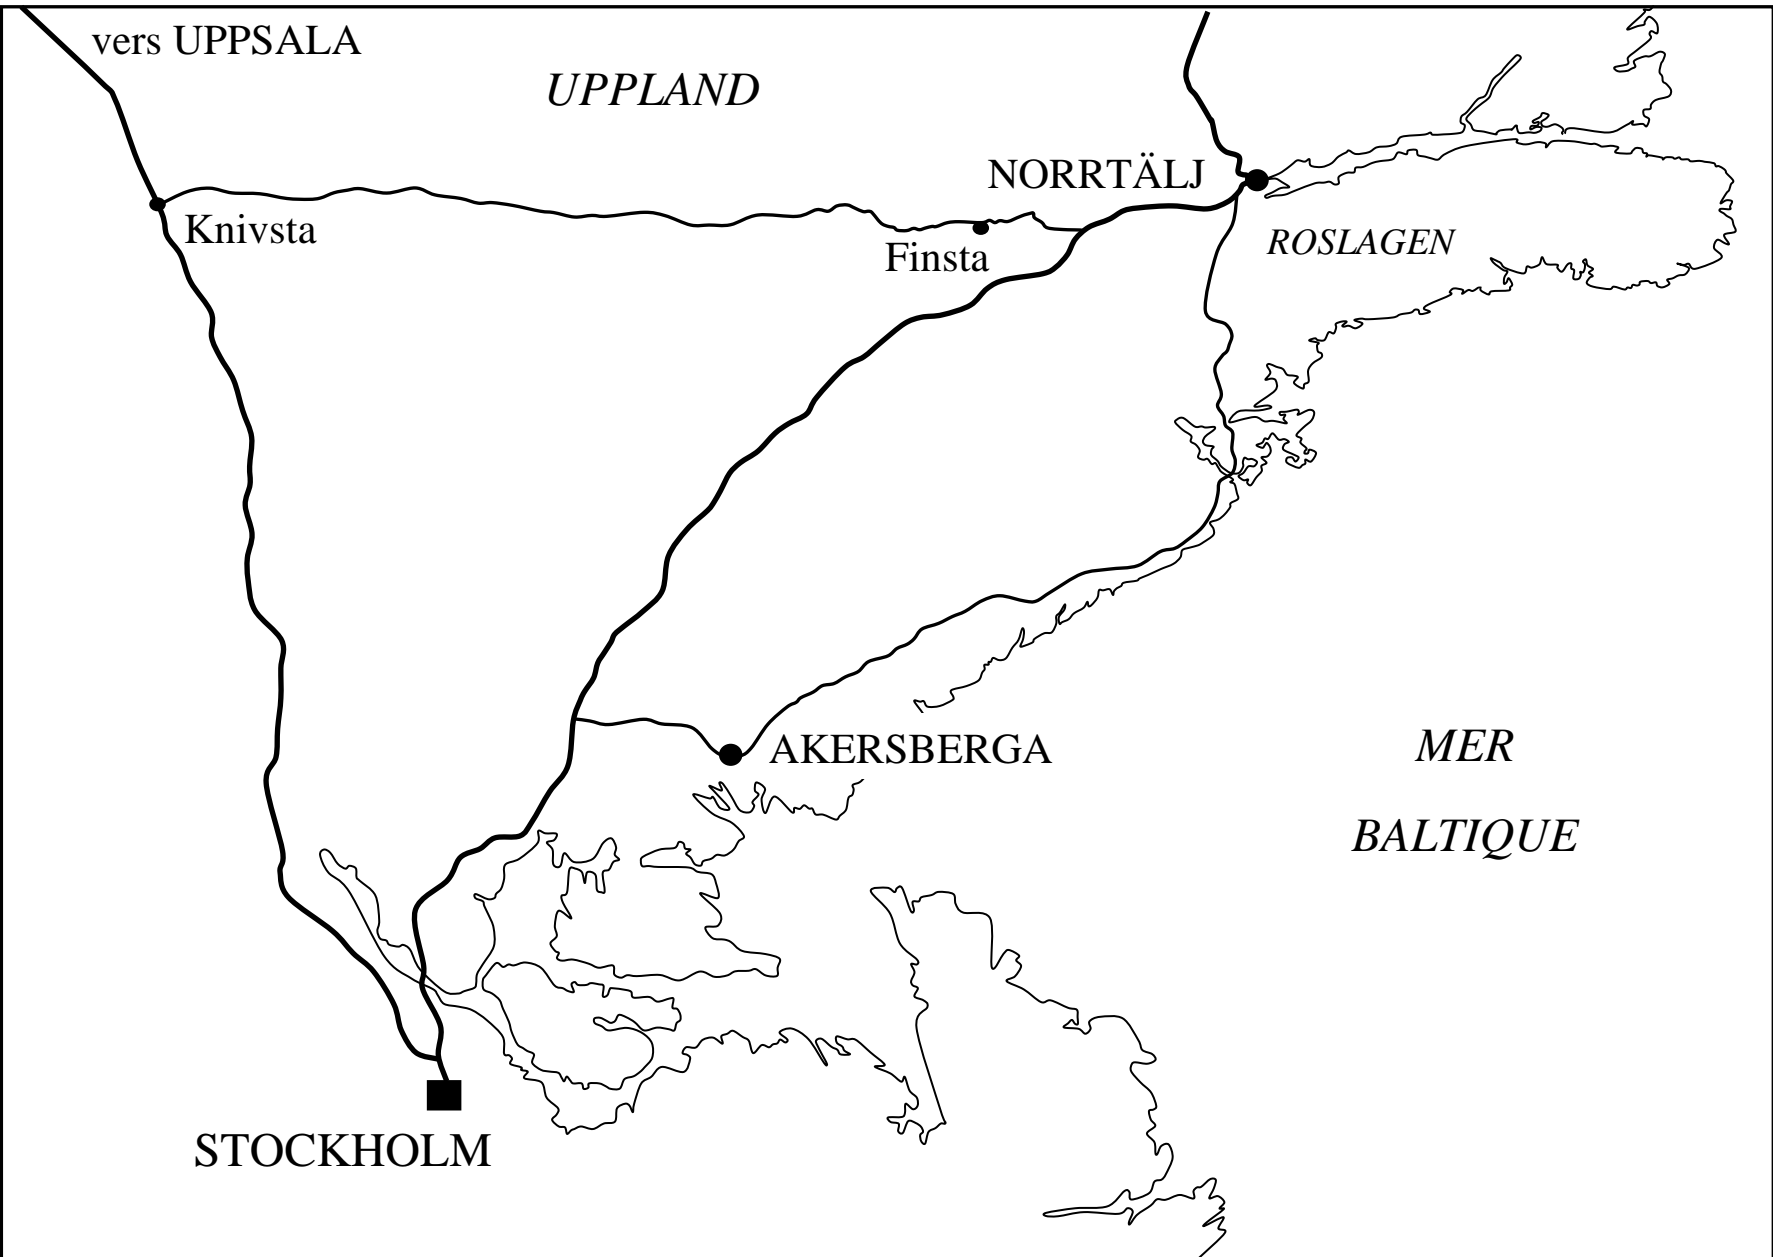 vers UPPSALA
UPPLAND
NORRTÄLJ
Knivsta
Finsta
ROSLAGEN
AKERSBERGA
MER
BALTIQUE
STOCKHOLM